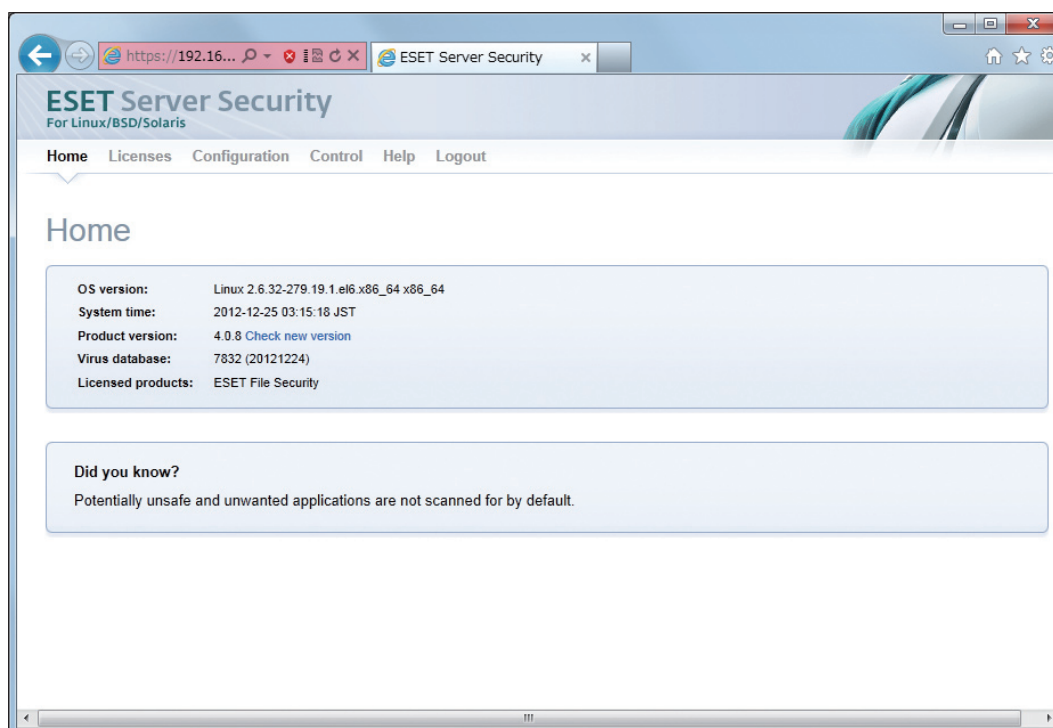 https://192.16...
ESET Server Security
ESET Server Security
For Linux/BSD/Solaris
Home Licenses Configuration Control Help Logout
Home
OS version: Linux 2.6.32-279.19.1.el6.x86_64 x86_64
System time: 2012-12-25 03:15:18 JST
Product version: 4.0.8 Check new version
Virus database: 7832 (20121224)
Licensed products: ESET File Security
Did you know?
Potentially unsafe and unwanted applications are not scanned for by default.